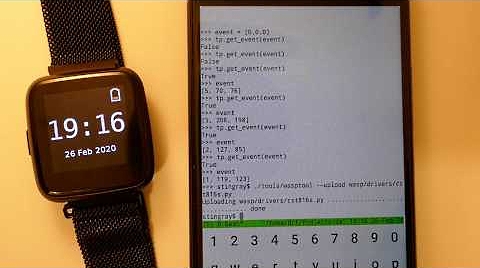 19:16
26 Feb 2020
>>> event = [0,0,0]
>>> tp.get_event(event)
False
>>> tp.get_event(event)
False
>>> tp.get_event(event)
True
>>> event
[5, 70, 76]
>>> tp.get_event(event)
True
>>> event
[3, 208, 198]
>>> tp.get_event(event)
True
>>> event
[2, 127, 85]
>>> tp.get_event(event)
True
>>> event
[1, 119, 123]
>>> stingray$ ./tools/wasptool --upload wasp/drivers/cs
t816s.py
Uploading wasp/drivers/cst816s.py
done
stingray$
1 2 3 4 5 6 7 8 9 0
q w e r t y u i o p